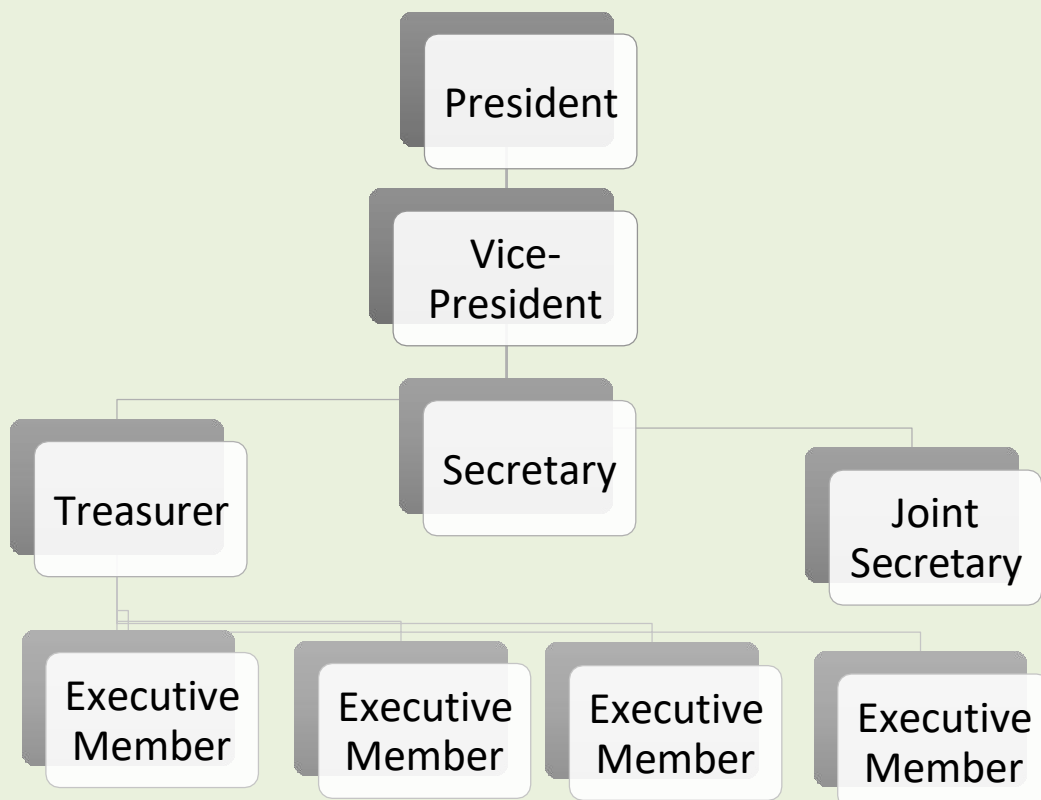 President
Vice-
President
Secretary
Treasurer
Joint
Secretary
Executive
Member
Executive
Member
Executive
Member
Executive
Member